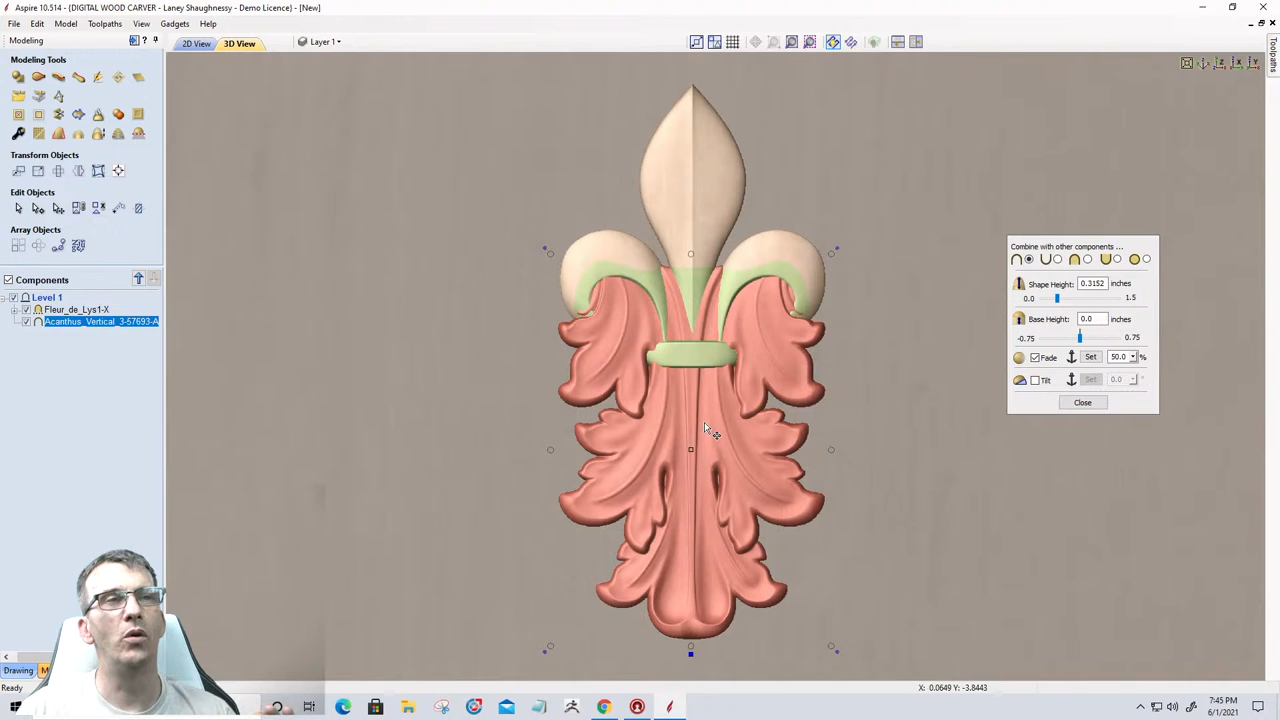 Aspire 10.514 - {DIGITAL WOOD CARVER - Laney Shaughnessy - Demo Licence} - [New]
File Edit Model Toolpaths View Gadgets Help
Modeling
2D View 3D View Layer 1
Toolpaths
Modeling Tools
Transform Objects
Edit Objects
Array Objects
Components
Level 1
Fleur_de_Lys1-X
Acanthus_Vertical_3-57693-A
Combine with other components ...
Shape Height: 0.3152 inches
0.0 1.5
Base Height: 0.0 inches
-0.75 0.75
Fade Set 50.0 %
Tilt Set 0.0 °
Close
Drawing
Ready
X: 0.0649 Y: -3.8443
7:45 PM
6/1/2021